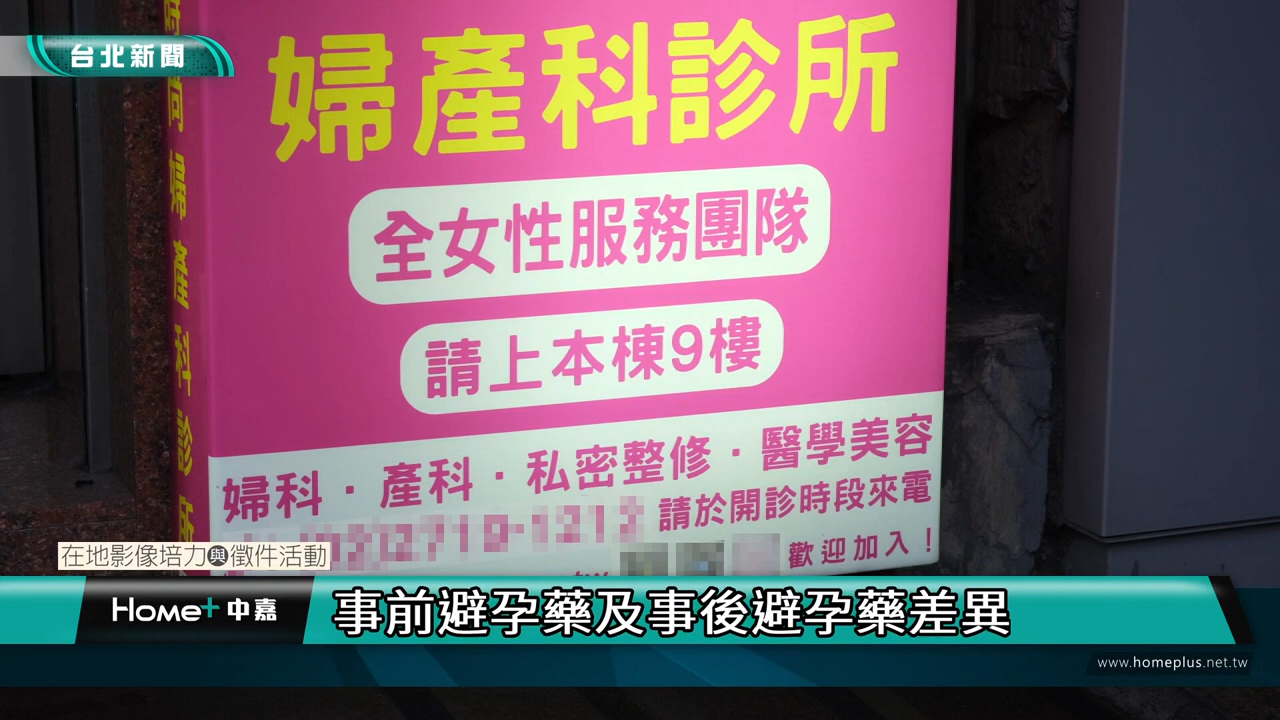 台北新聞
婦產科診所
時尚婦產科診所
全女性服務團隊
請上本棟9樓
婦科・產科・私密整修・醫學美容
請於開診時段來電
歡迎加入！
在地影像培力與徵件活動
Home+中嘉
事前避孕藥及事後避孕藥差異
www.homeplus.net.tw